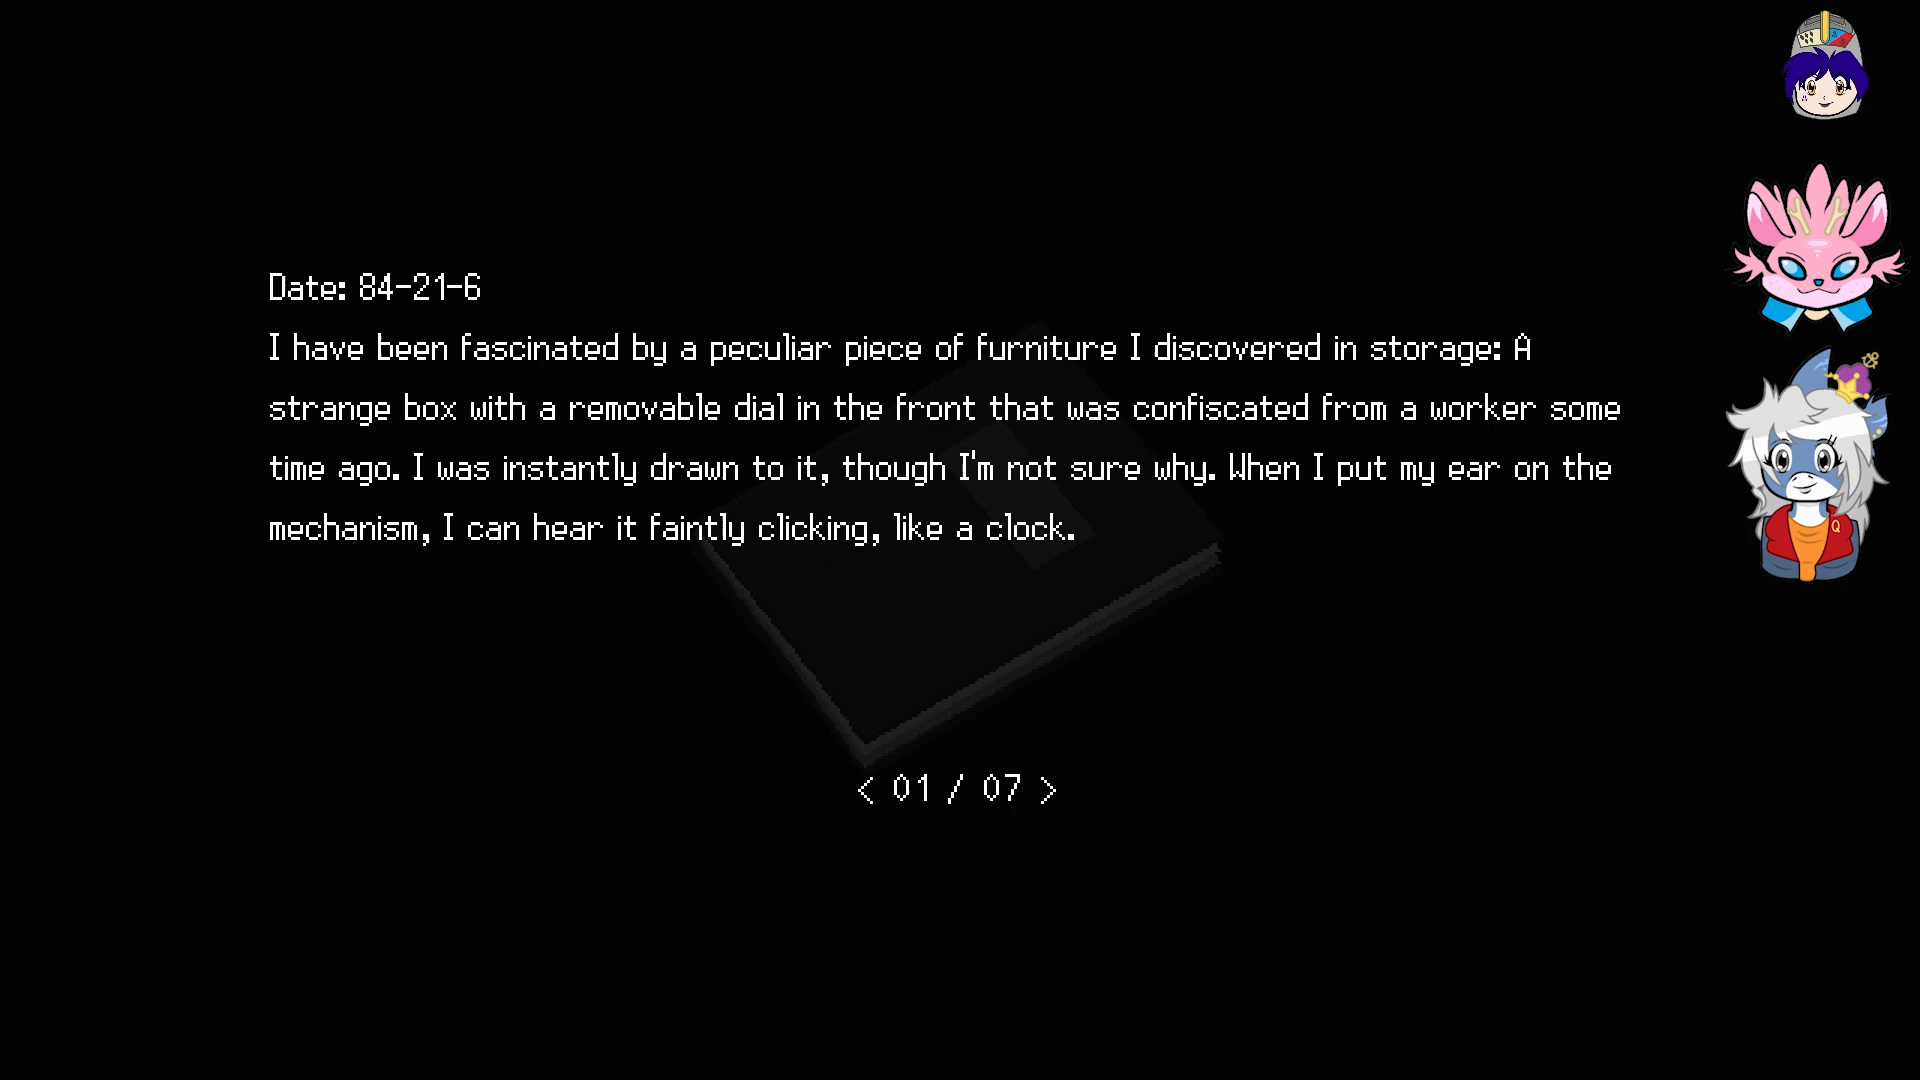 Date: 84-21-6
I have been fascinated by a peculiar piece of furniture I discovered in storage: A
strange box with a removable dial in the front that was confiscated from a worker some
time ago. I was instantly drawn to it, though I'm not sure why. When I put my ear on the
mechanism, I can hear it faintly clicking, like a clock.
< 01 / 07 >
Q